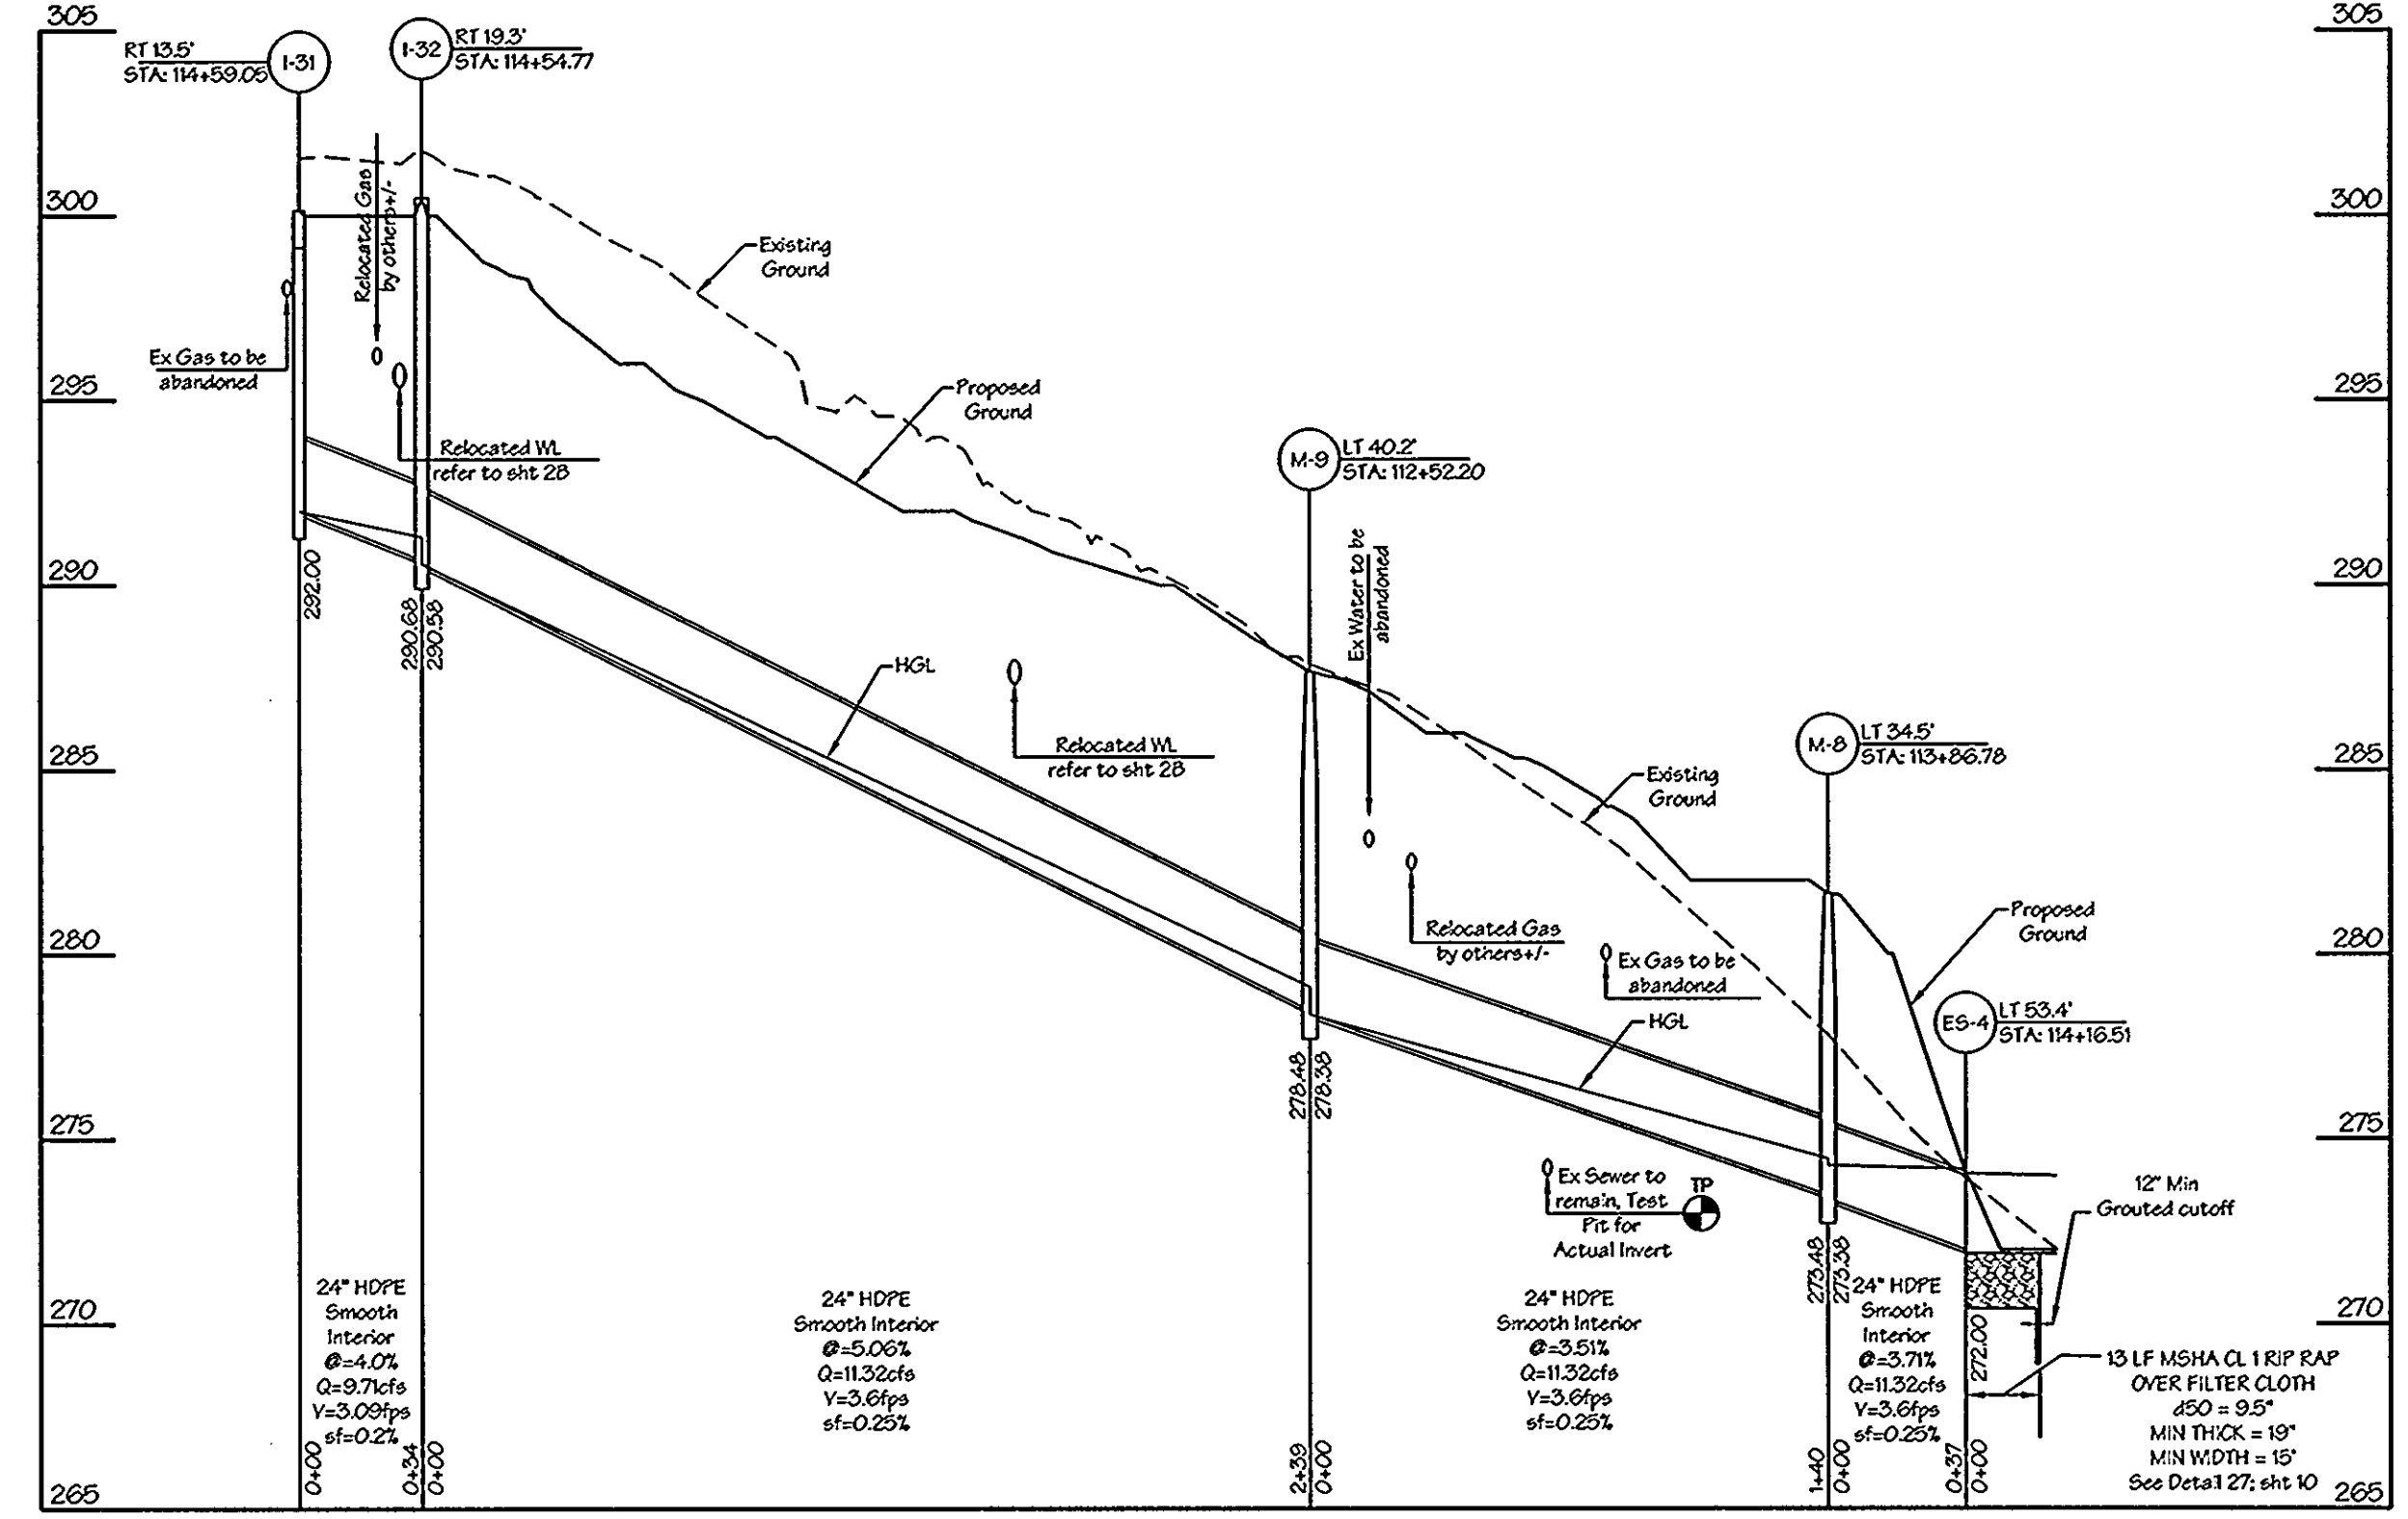 305
305
RT 13.5'
STA: 114+59.05
I-31
I-32
RT 19.3'
STA: 114+54.77
300
300
Relocated Gas
by others+/-
Existing
Ground
Ex Gas to be
abandoned
295
295
Proposed
Ground
Relocated WL
refer to sht 28
M-9
LT 40.2'
STA: 112+52.20
290
290
292.00
290.68
290.58
Ex Water to be
abandoned
HGL
Relocated WL
refer to sht 28
285
285
M-8
LT 34.5'
STA: 113+86.78
Existing
Ground
280
280
Relocated Gas
by others+/-
Ex Gas to be
abandoned
Proposed
Ground
HGL
ES-4
LT 53.4'
STA: 114+16.51
278.48
278.38
275
275
Ex Sewer to
remain, Test
Pit for
Actual Invert
TP
12" Min
Grouted cutoff
273.48
273.38
272.00
270
270
24" HDPE
Smooth
Interior
@=4.0%
Q=9.71cfs
V=3.09fps
sf=0.2%
24" HDPE
Smooth Interior
@=5.06%
Q=11.32cfs
V=3.6fps
sf=0.25%
24" HDPE
Smooth Interior
@=3.51%
Q=11.32cfs
V=3.6fps
sf=0.25%
24" HDPE
Smooth
Interior
@=3.71%
Q=11.32cfs
V=3.6fps
sf=0.25%
13 LF MSHA CL 1 RIP RAP
OVER FILTER CLOTH
d50 = 9.5"
MIN THICK = 19"
MIN WIDTH = 15'
See Detail 27; sht 10
0+00
0+34
0+00
2+39
0+00
1+40
0+00
0+37
0+00
265
265